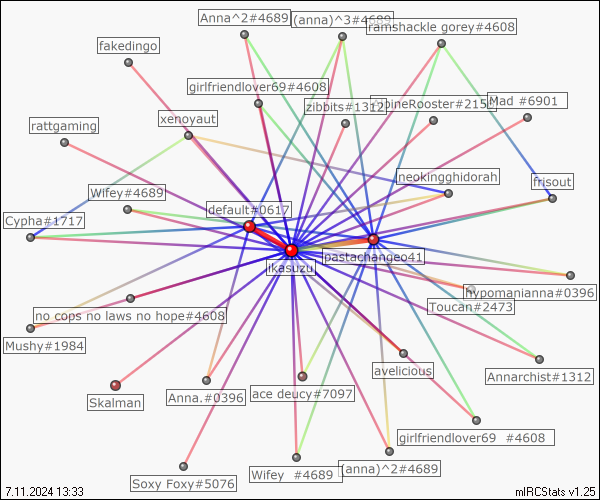 Anna^2#4689
(anna)^3#4689
ramshackle gorey#4608
fakedingo
girlfriendlover69#4608
zibbits#1312
pineRooster#215
Mad #6901
rattgaming
xenoyaut
neokingghidorah
frisout
Wifey#4689
default#0617
Cypha#1717
pastachangeo41
ikasuzu
hypomanianna#0396
Toucan#2473
no cops no laws no hope#4608
Mushy#1984
avelicious
Annarchist#1312
Skalman
Anna.#0396
ace deucy#7097
girlfriendlover69 #4608
Wifey #4689
(anna)^2#4689
Soxy Foxy#5076
7.11.2024 13:33
mIRCStats v1.25